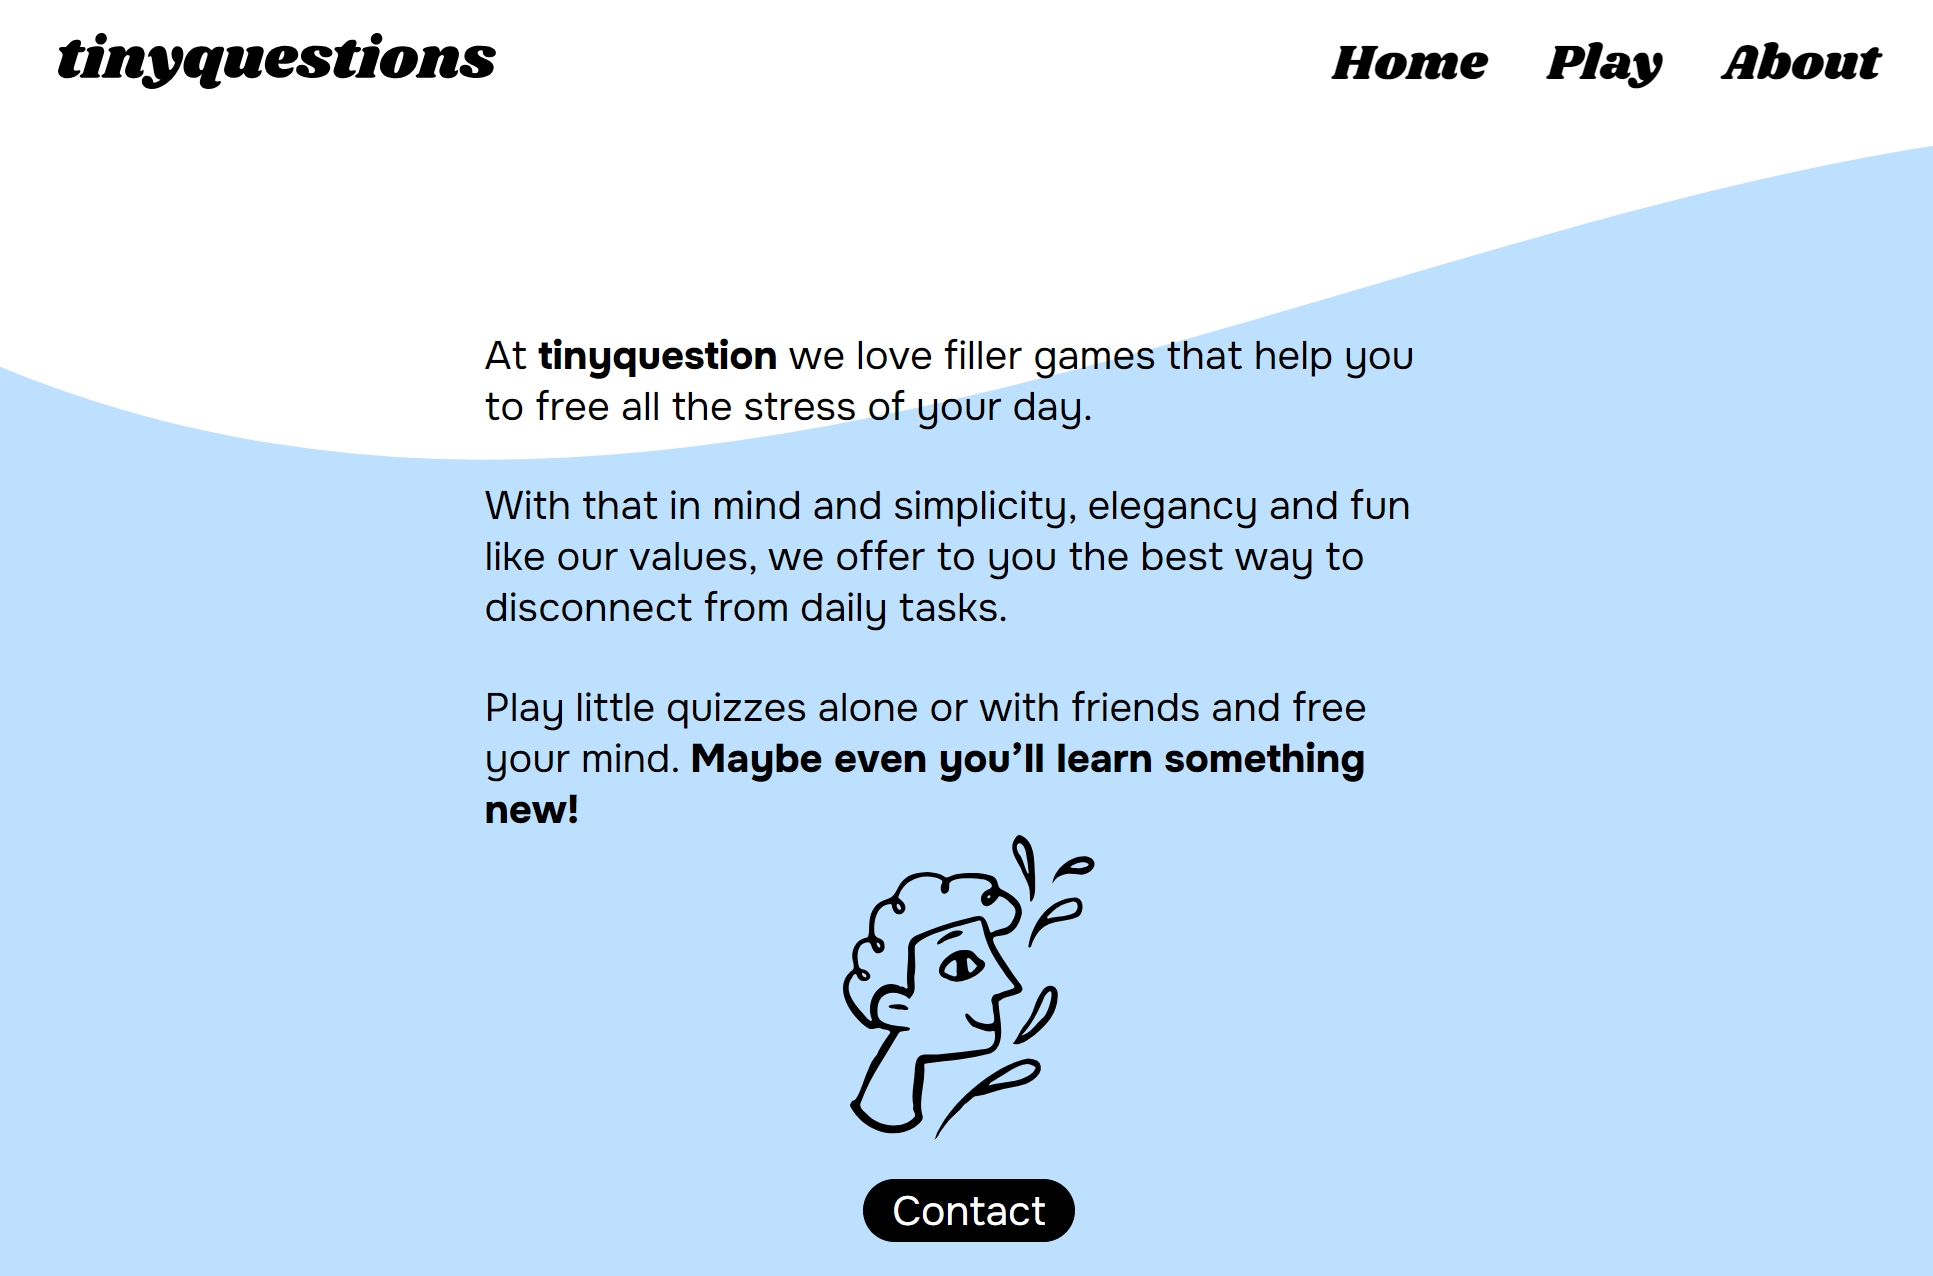 tinyquestions
Home Play About
At tinyquestion we love filler games that help you
to free all the stress of your day.
With that in mind and simplicity, elegancy and fun
like our values, we offer to you the best way to
disconnect from daily tasks.
Play little quizzes alone or with friends and free
your mind. Maybe even you’ll learn something
new!
Contact